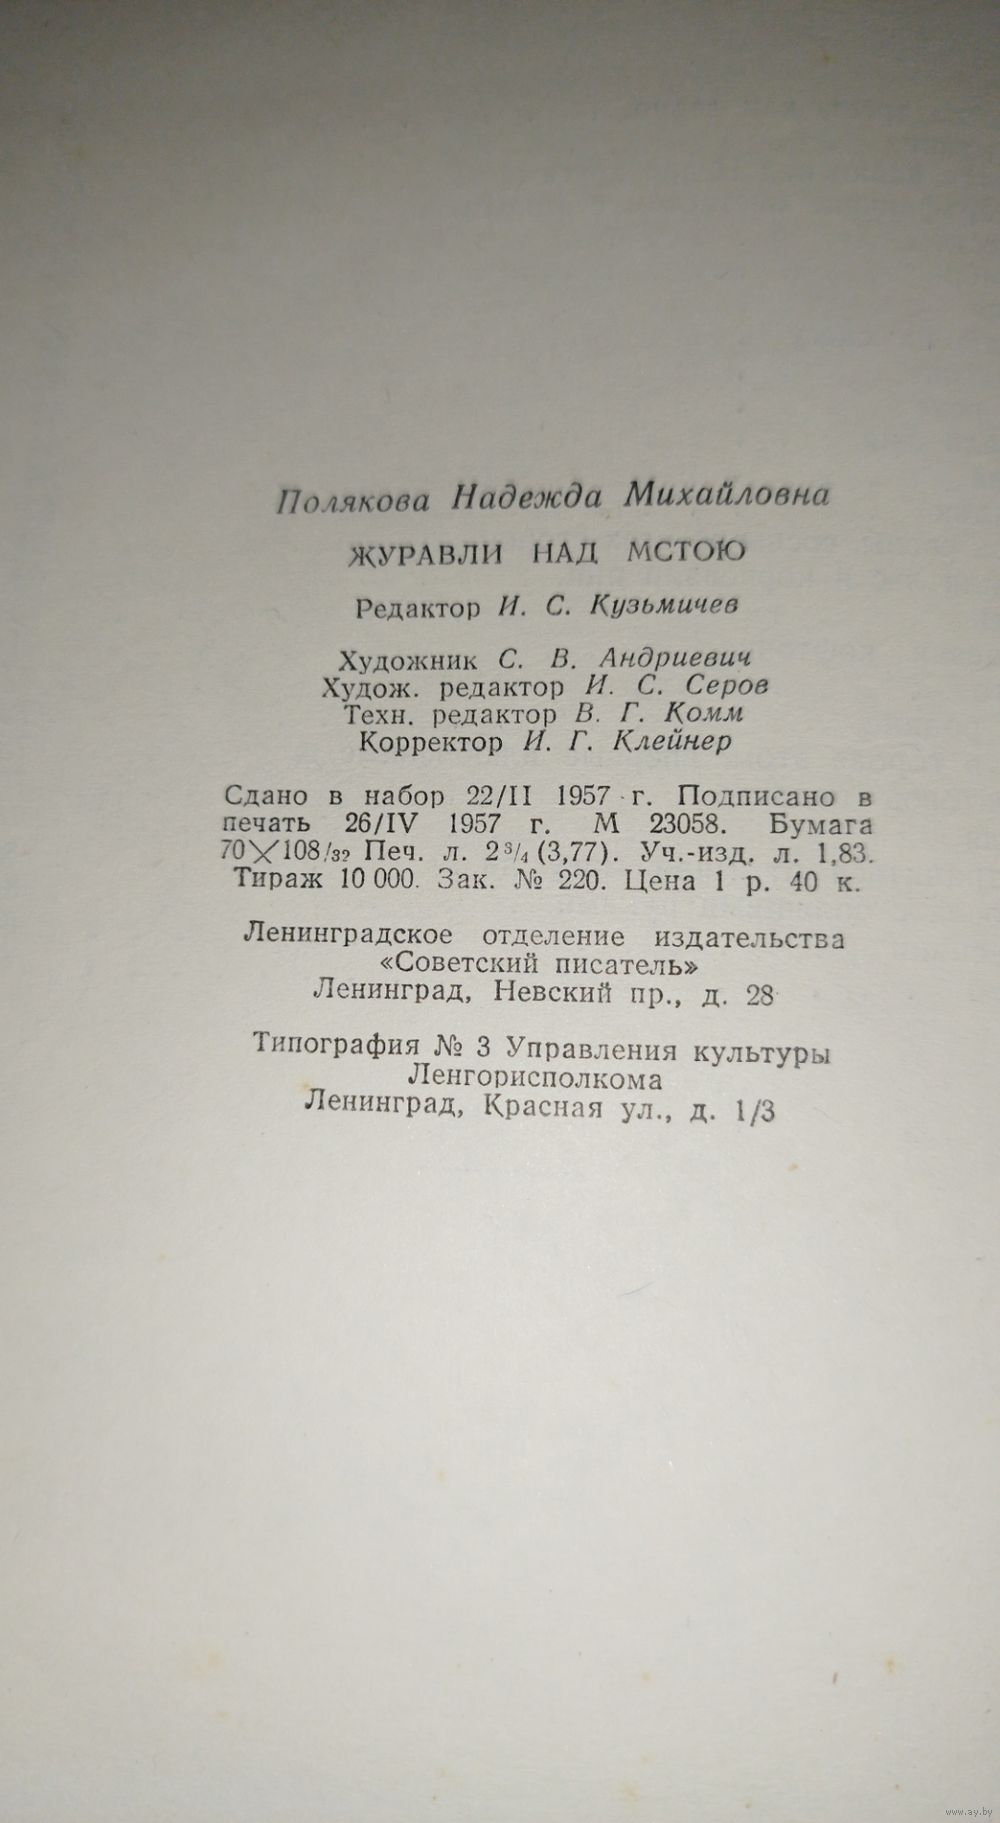 Полякова Надежда Михайловна
ЖУРАВЛИ НАД МСТОЮ
Редактор И. С. Кузьмичев
Художник С. В. Андриевич
Худож. редактор И. С. Серов
Техн. редактор В. Г. Комм
Корректор И. Г. Клейнер
Сдано в набор 22/II 1957 г. Подписано в
печать 26/IV 1957 г. М 23058. Бумага
70×108/32 Печ. л. 2 3/4 (3,77). Уч.-изд. л. 1,83.
Тираж 10 000. Зак. № 220. Цена 1 р. 40 к.
Ленинградское отделение издательства
«Советский писатель»
Ленинград, Невский пр., д. 28
Типография № 3 Управления культуры
Ленгорисполкома
Ленинград, Красная ул., д. 1/3
www.ay.by